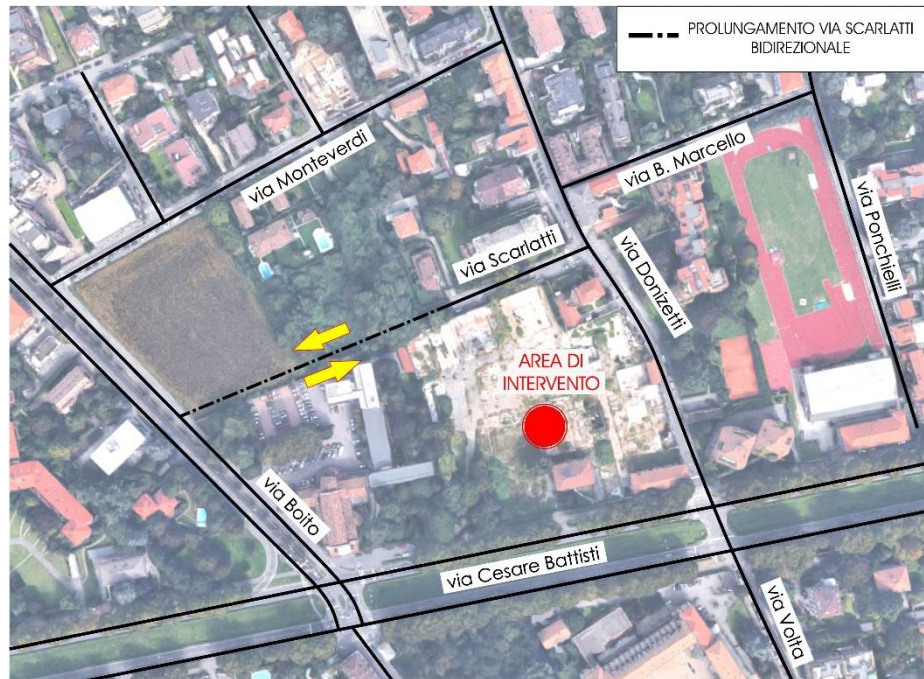 PROLUNGAMENTO VIA SCARLATTI
BIDIREZIONALE
via Monteverdi
via B. Marcello
via Scarlatti
via Donizetti
via Ponchielli
AREA DI
INTERVENTO
via Boito
via Cesare Battisti
via Volta